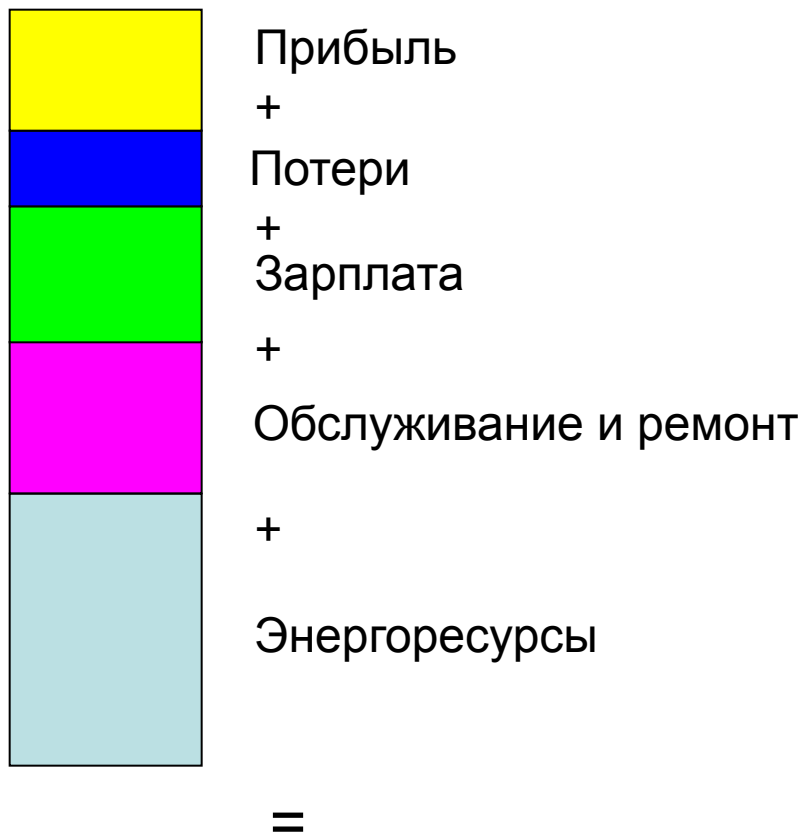 Прибыль
+
Потери
+
Зарплата
+
Обслуживание и ремонт
+
Энергоресурсы
=